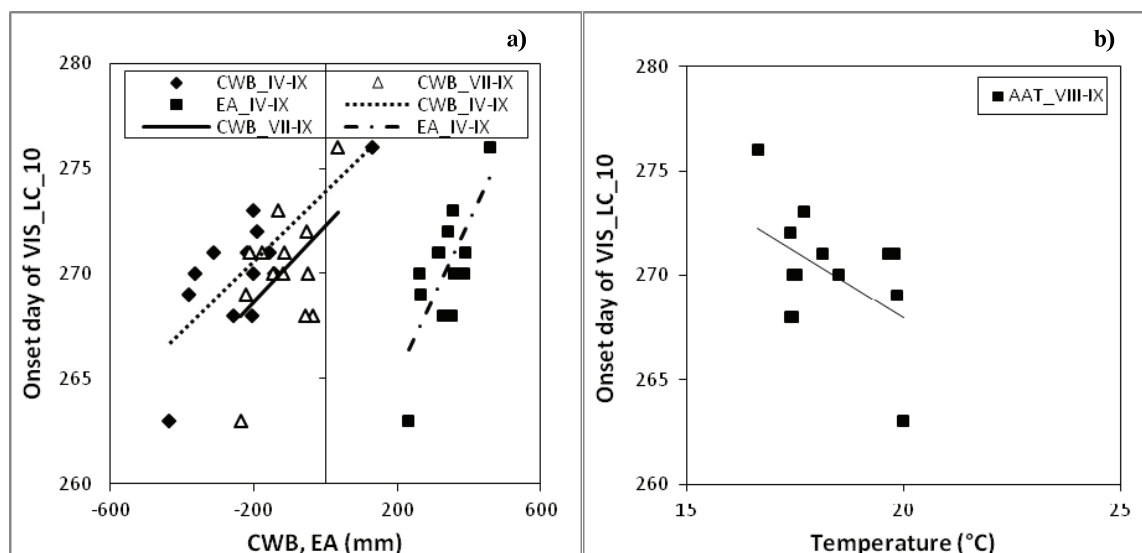 a)
280
CWB_IV-IX
CWB_VII-IX
EA_IV-IX
CWB_IV-IX
CWB_VII-IX
EA_IV-IX
275
270
265
260
Onset day of VIS_LC_10
-600
-200
200
600
CWB, EA (mm)
b)
280
AAT_VIII-IX
275
270
265
260
Onset day of VIS_LC_10
15
20
25
Temperature (°C)